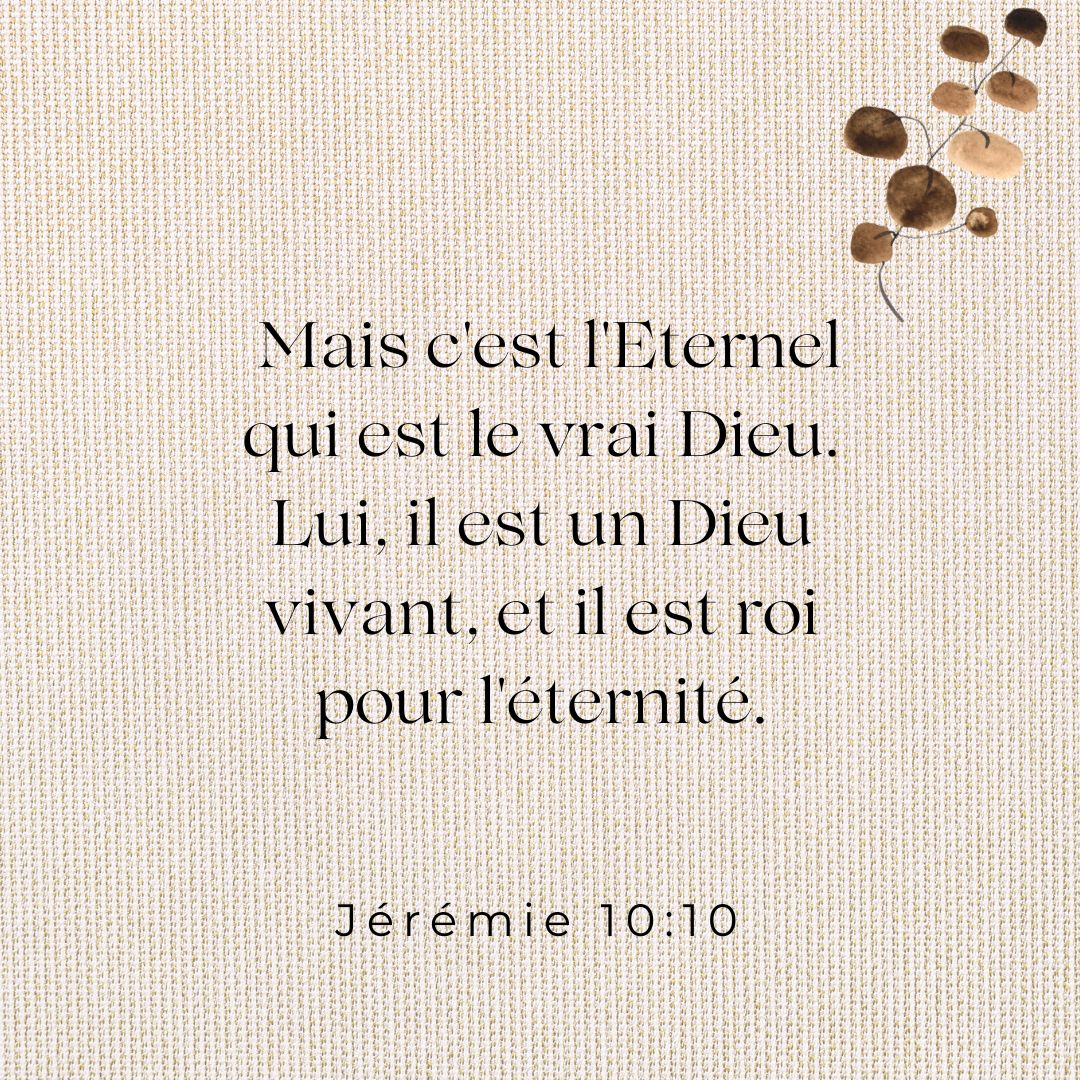 Mais c'est l'Eternel
qui est le vrai Dieu.
Lui, il est un Dieu
vivant, et il est roi
pour l'éternité.
Jérémie 10:10